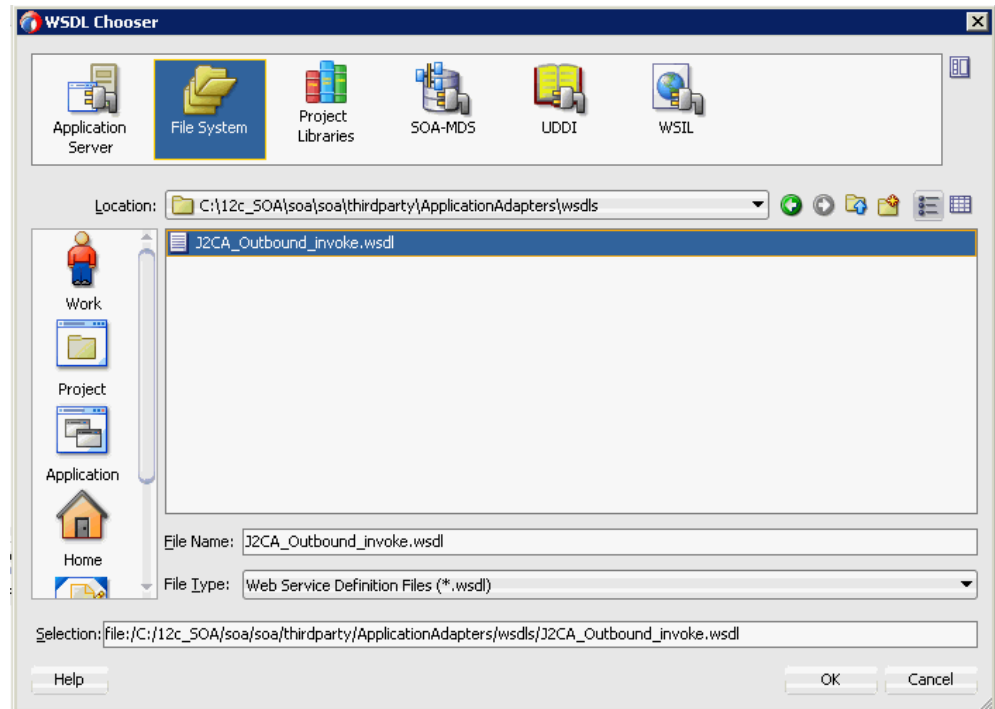 WSDL Chooser
Application
Server
File System
Project
Libraries
SOA-MDS
UDDI
WSIL
Location:
C:\12c_SOA\soa\soa\thirdparty\ApplicationAdapters\wsdls
J2CA_Outbound_invoke.wsdl
Work
Project
Application
Home
File Name:
J2CA_Outbound_invoke.wsdl
File Type:
Web Service Definition Files (*.wsdl)
Selection:
file:/C:/12c_SOA/soa/soa/thirdparty/ApplicationAdapters/wsdls/J2CA_Outbound_invoke.wsdl
Help
OK
Cancel